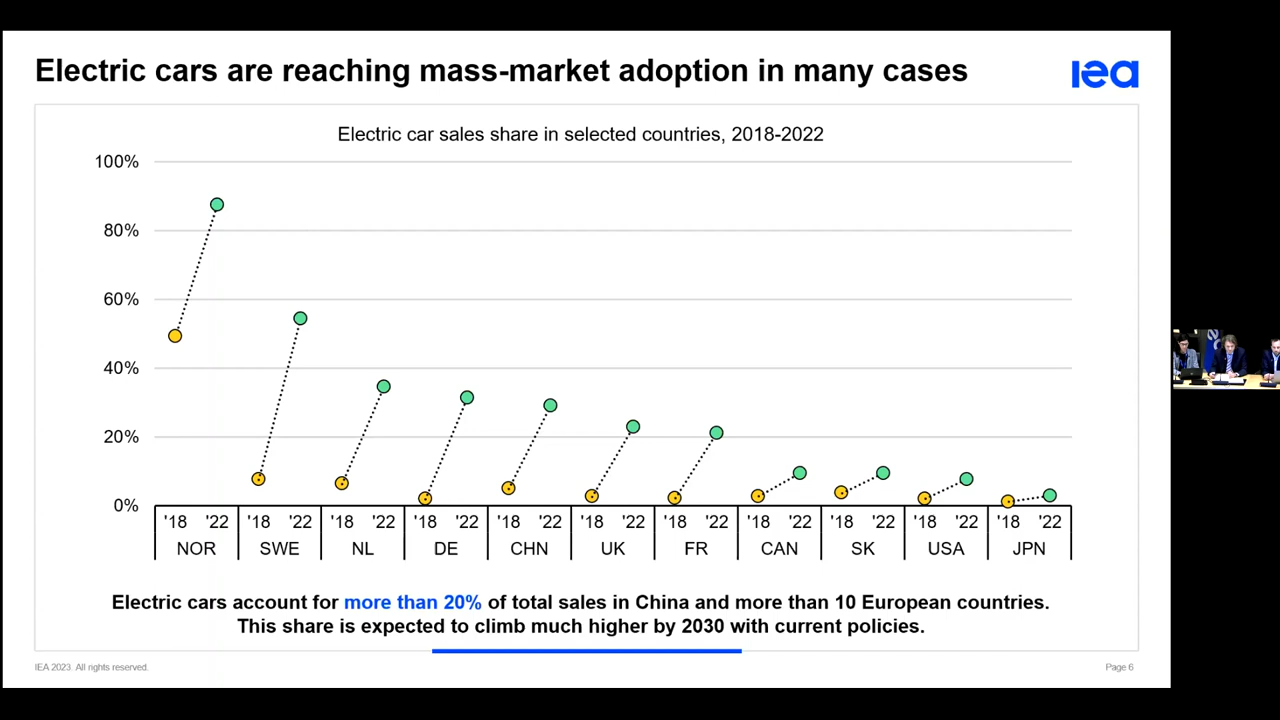 Electric cars are reaching mass-market adoption in many cases
iea
Electric car sales share in selected countries, 2018-2022
100%
80%
60%
40%
20%
0%
'18 '22 '18 '22 '18 '22 '18 '22 '18 '22 '18 '22 '18 '22 '18 '22 '18 '22 '18 '22 '18 '22
NOR SWE NL DE CHN UK FR CAN SK USA JPN
Electric cars account for more than 20% of total sales in China and more than 10 European countries.
This share is expected to climb much higher by 2030 with current policies.
IEA 2023. All rights reserved.
Page 6